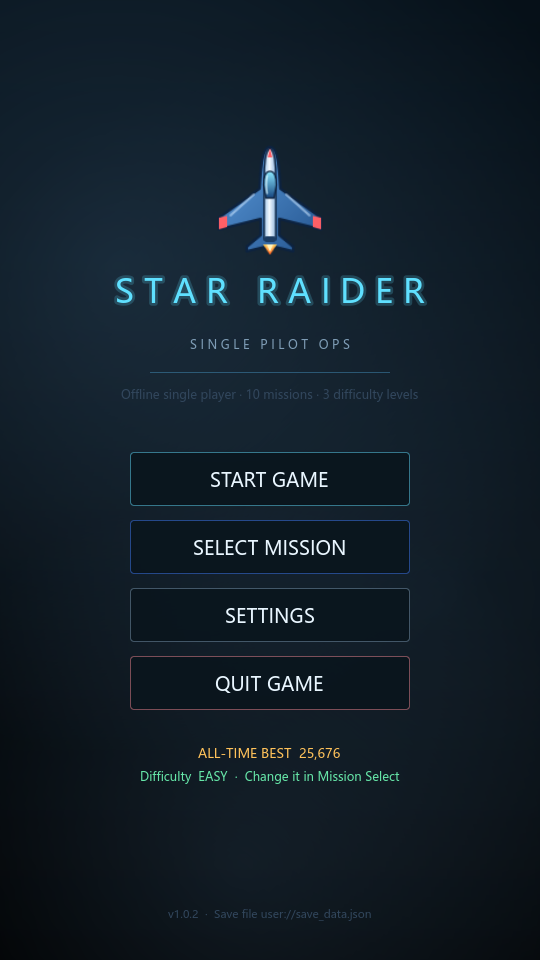 STAR RAIDER
SINGLE PILOT OPS
Offline single player · 10 missions · 3 difficulty levels
START GAME
SELECT MISSION
SETTINGS
QUIT GAME
ALL-TIME BEST 25,676
Difficulty EASY · Change it in Mission Select
v1.0.2 · Save file user://save_data.json